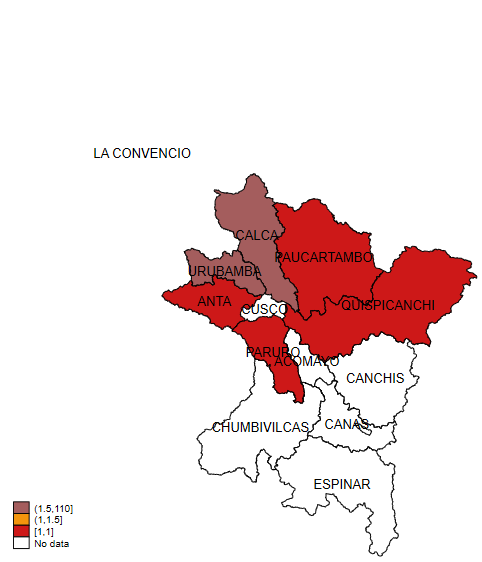 LA CONVENCIO
CALCA
PAUCARTAMBO
URUBAMBA
ANTA
CUSCO
QUISPICANCHI
PARURO
ACOMAYO
CANCHIS
CHUMBIVILCAS
CANAS
ESPINAR
(1.5,110]
(1,1.5]
[1,1]
No data